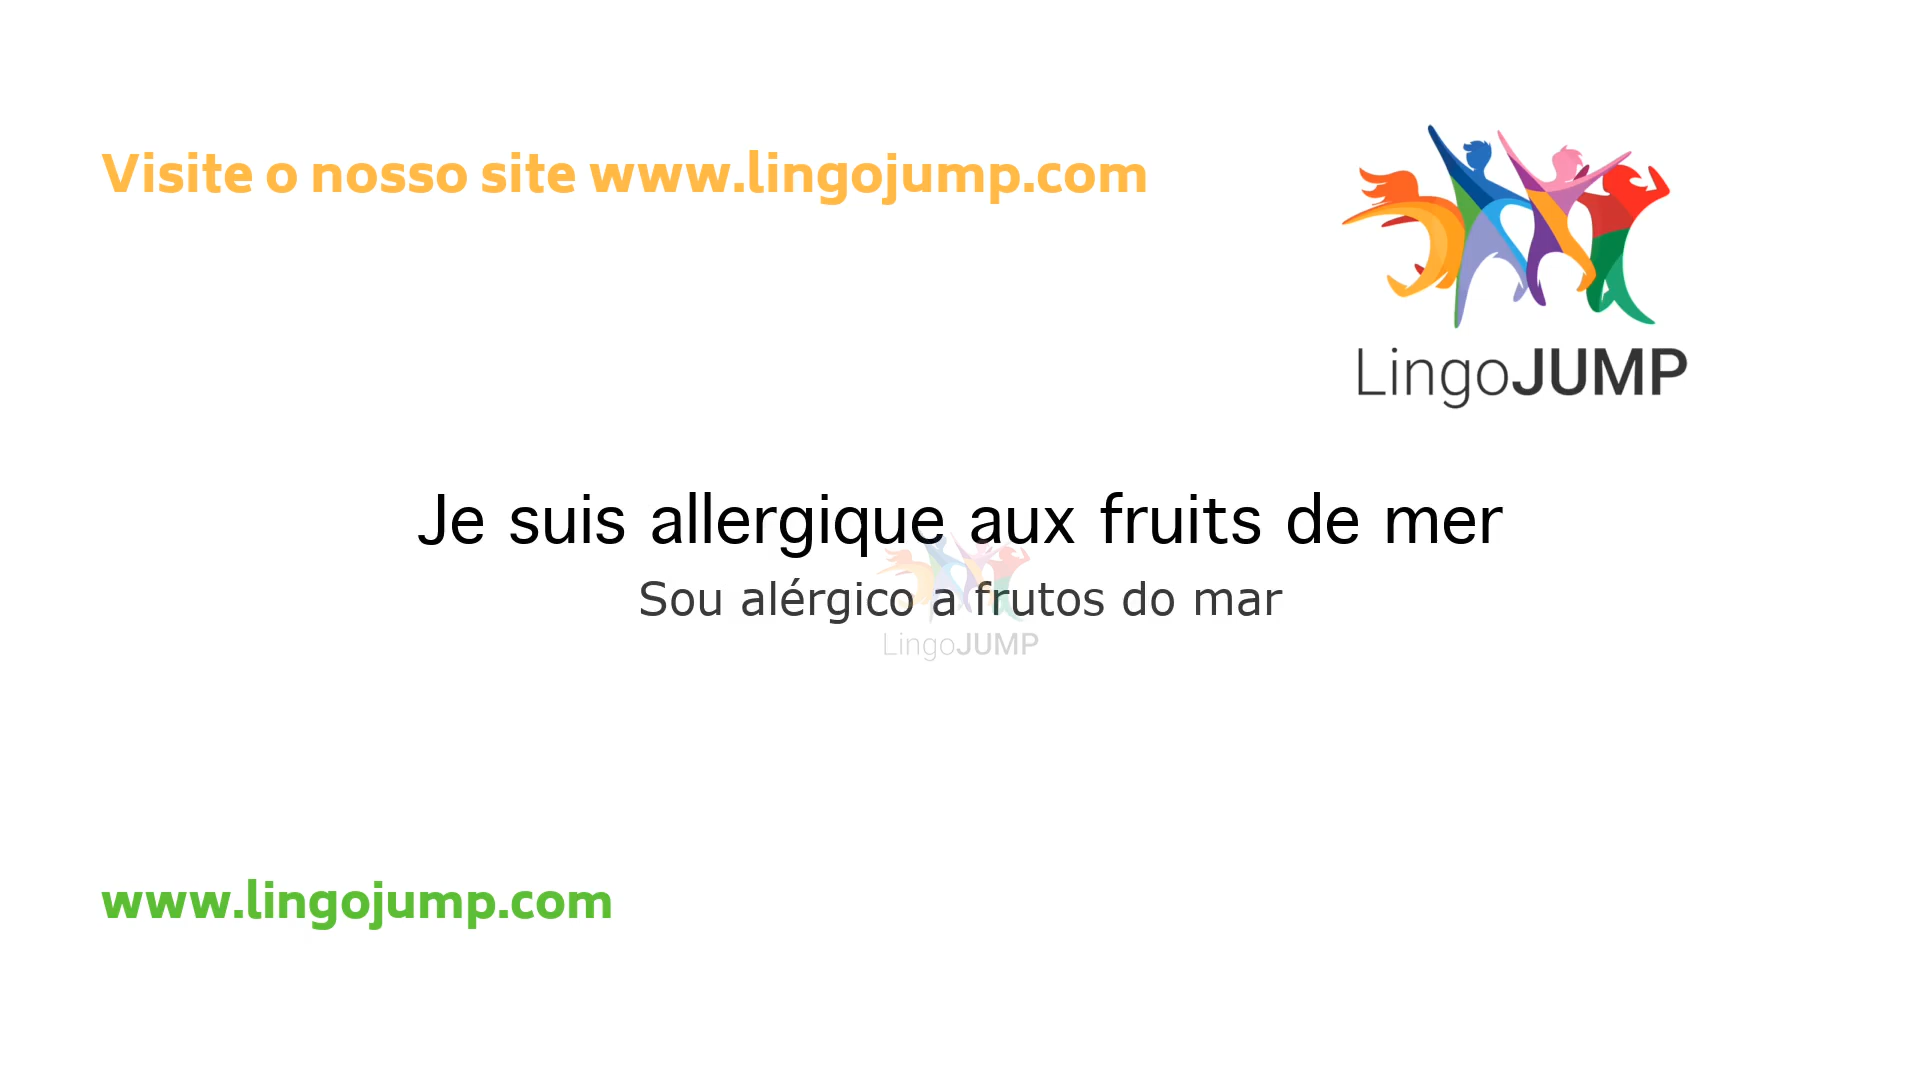 Visite o nosso site www.lingojump.com
LingoJUMP
Je suis allergique aux fruits de mer
Sou alérgico a frutos do mar
LingoJUMP
www.lingojump.com